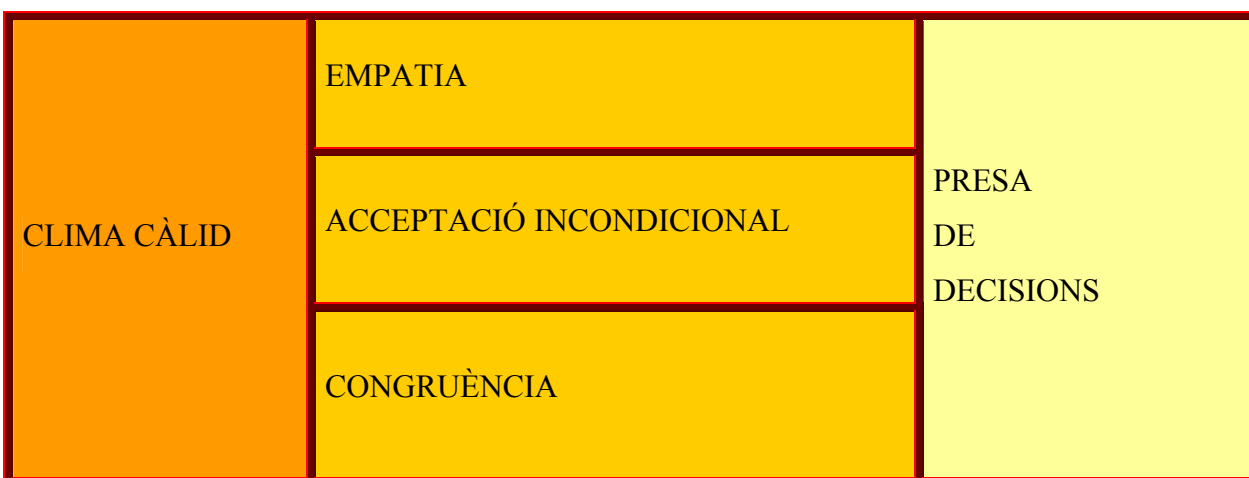 CLIMA CÀLID
EMPATIA
ACCEPTACIÓ INCONDICIONAL
CONGRUÈNCIA
PRESA
DE
DECISIONS